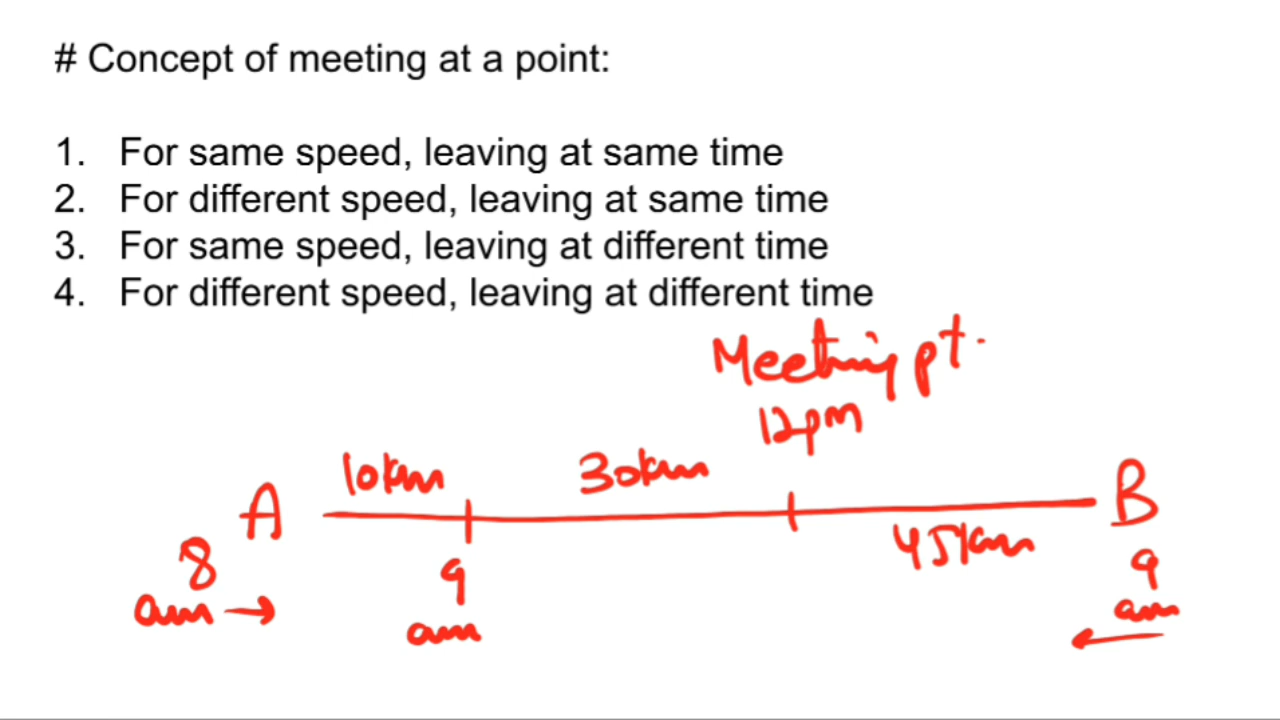 # Concept of meeting at a point:
1. For same speed, leaving at same time
2. For different speed, leaving at same time
3. For same speed, leaving at different time
4. For different speed, leaving at different time
Meeting pt.
12pm
10km 30km
A B
45km
8 9 9
am → am am